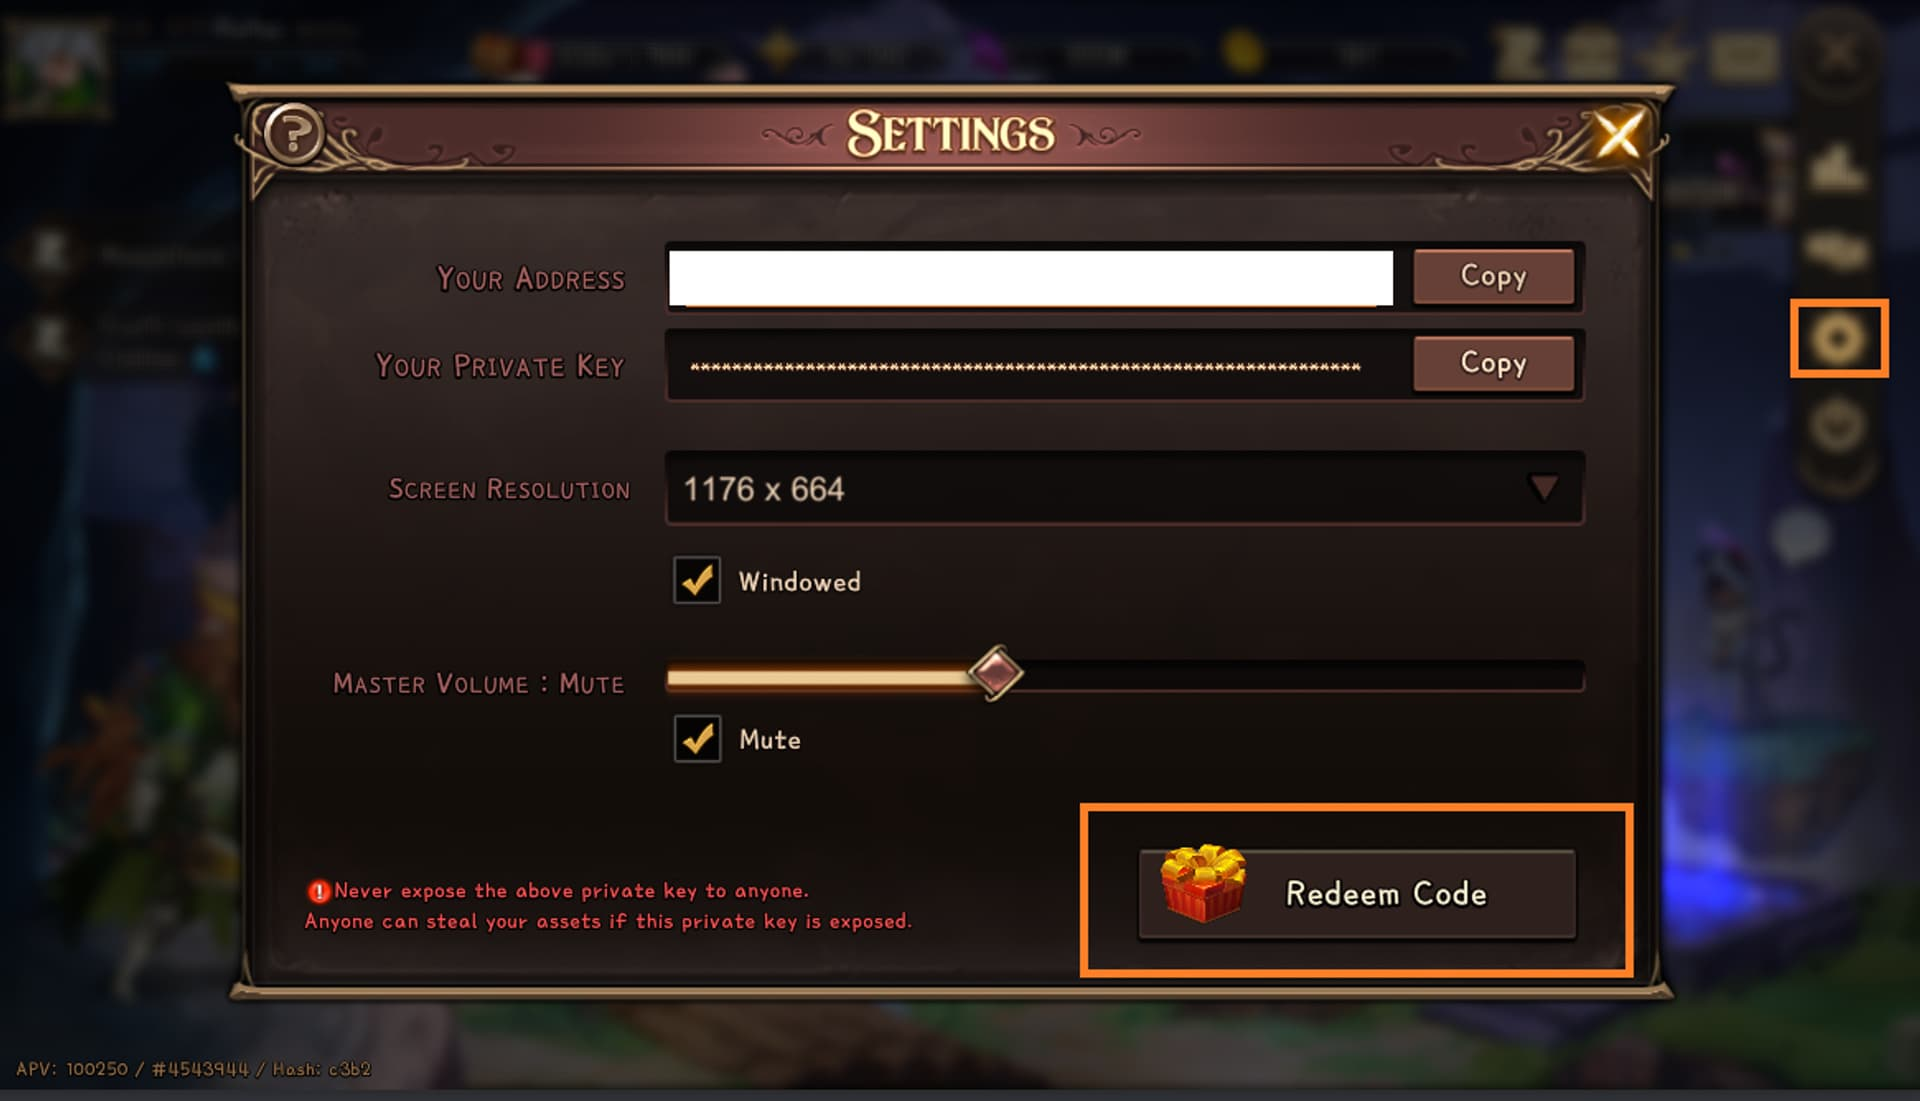 SETTINGS
YOUR ADDRESS
Copy
YOUR PRIVATE KEY
****************************************************************
Copy
SCREEN RESOLUTION
1176 x 664
Windowed
MASTER VOLUME : MUTE
Mute
Never expose the above private key to anyone.
Anyone can steal your assets if this private key is exposed.
Redeem Code
APV: 100250 / #4543944 / Hash: c3b2